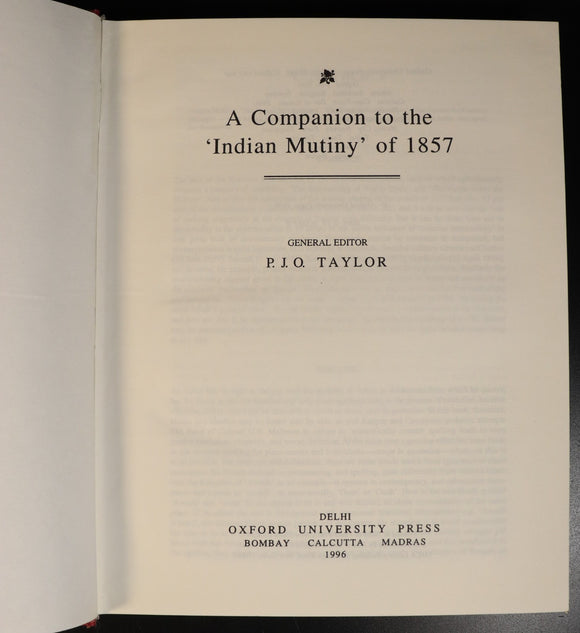 A Companion to the
‘Indian Mutiny’ of 1857
GENERAL EDITOR
P. J. O. TAYLOR
DELHI
OXFORD UNIVERSITY PRESS
BOMBAY CALCUTTA MADRAS
1996